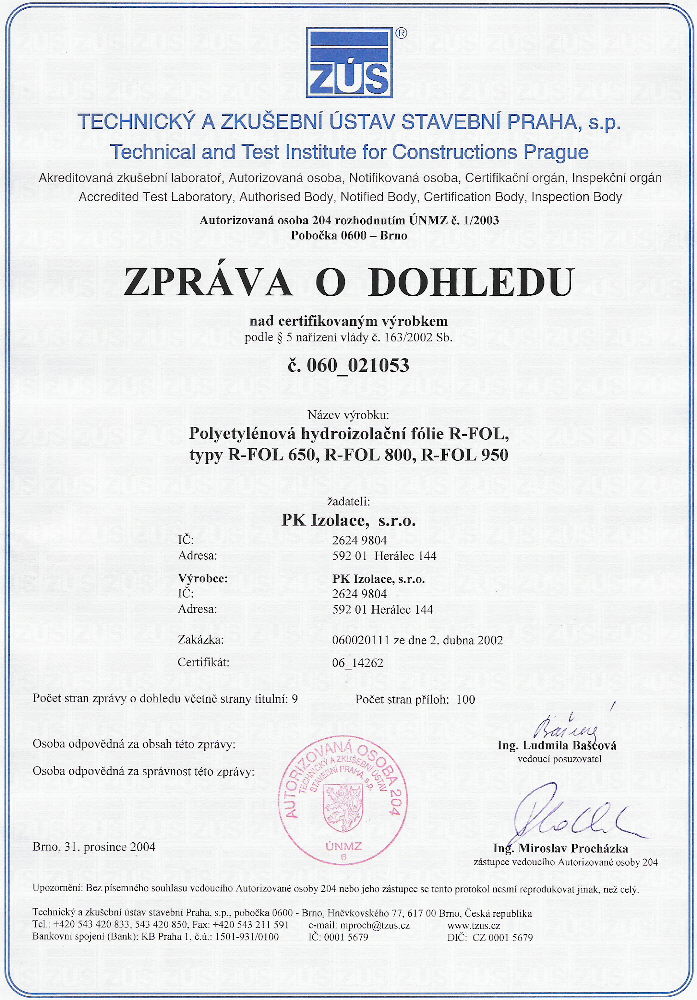 ZÚS ®
TECHNICKÝ A ZKUŠEBNÍ ÚSTAV STAVEBNÍ PRAHA, s.p.
Technical and Test Institute for Constructions Prague
Akreditovaná zkušební laboratoř, Autorizovaná osoba, Notifikovaná osoba, Certifikační orgán, Inspekční orgán
Accredited Test Laboratory, Authorised Body, Notified Body, Certification Body, Inspection Body
Autorizovaná osoba 204 rozhodnutím ÚNMZ č. 1/2003
Pobočka 0600 – Brno
ZPRÁVA O DOHLEDU
nad certifikovaným výrobkem
podle § 5 nařízení vlády č. 163/2002 Sb.
č. 060_021053
Název výrobku:
Polyetylénová hydroizolační fólie R-FOL,
typy R-FOL 650, R-FOL 800, R-FOL 950
žadateli:
PK Izolace, s.r.o.
IČ: 2624 9804
Adresa: 592 01 Herálec 144
Výrobce: PK Izolace, s.r.o.
IČ: 2624 9804
Adresa: 592 01 Herálec 144
Zakázka: 060020111 ze dne 2. dubna 2002
Certifikát: 06_14262
Počet stran zprávy o dohledu včetně strany titulní: 9 Počet stran příloh: 100
Osoba odpovědná za obsah této zprávy:
Ing. Ludmila Baščová
vedoucí posuzovatel
Osoba odpovědná za správnost této zprávy:
AUTORIZOVANÁ OSOBA 204
TECHNICKÝ A ZKUŠEBNÍ ÚSTAV
STAVEBNÍ PRAHA, s.p.
ÚNMZ
6
Brno. 31. prosince 2004
Ing. Miroslav Procházka
zástupce vedoucího Autorizované osoby 204
Upozornění: Bez písemného souhlasu vedoucího Autorizované osoby 204 nebo jeho zástupce se tento protokol nesmí reprodukovat jinak, než celý.
Technický a zkušební ústav stavební Praha, s.p., pobočka 0600 - Brno, Hněvkovského 77, 617 00 Brno, Česká republika
Tel.: +420 543 420 833, 543 420 850, Fax: +420 543 211 591 e-mail: mproch@tzus.cz www.tzus.cz
Bankovní spojení (Bank): KB Praha 1, č.ú.: 1501-931/0100 IČ: 0001 5679 DIČ: CZ 0001 5679